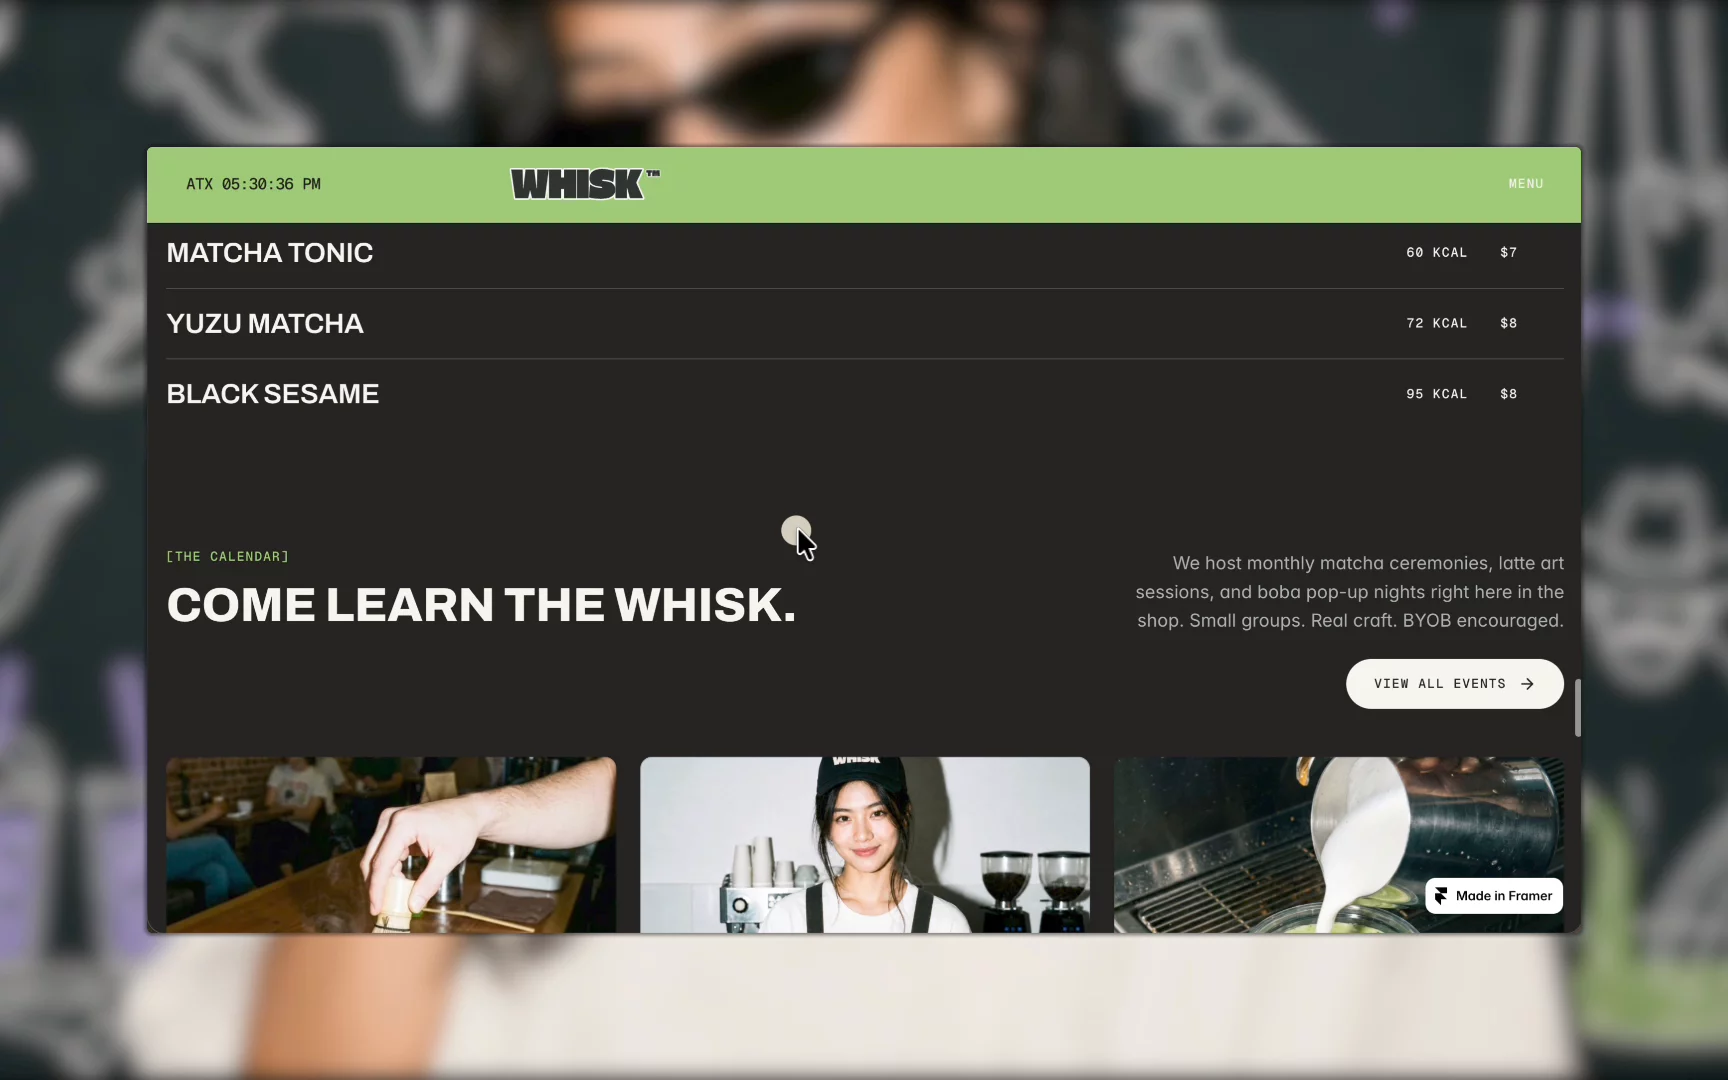 ATX 05:30:36 PM
WHISK™
MENU
MATCHA TONIC
60 KCAL $7
YUZU MATCHA
72 KCAL $8
BLACK SESAME
95 KCAL $8
[THE CALENDAR]
COME LEARN THE WHISK.
We host monthly matcha ceremonies, latte art
sessions, and boba pop-up nights right here in the
shop. Small groups. Real craft. BYOB encouraged.
VIEW ALL EVENTS →
WHISK
Made in Framer